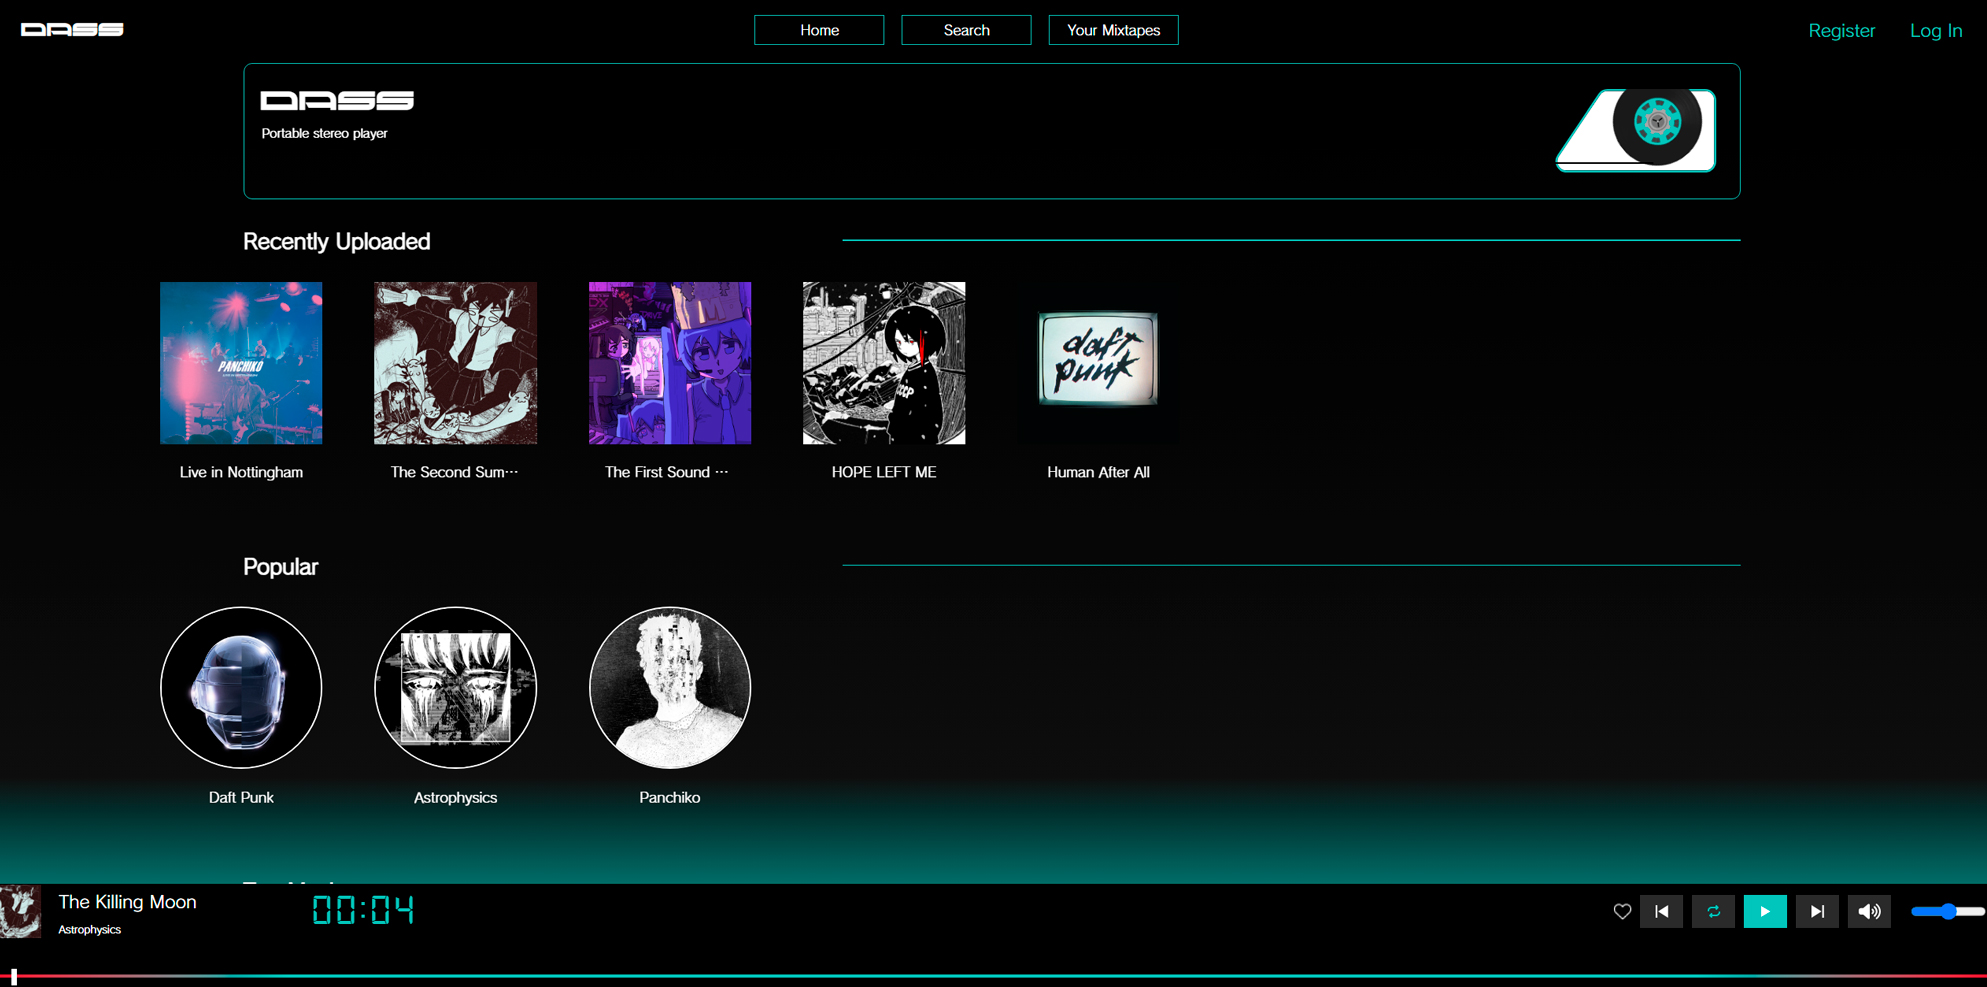 DASS
Home
Search
Your Mixtapes
Register
Log In
DASS
Portable stereo player
Recently Uploaded
PANCHIKO
daft
punk
Live in Nottingham
The Second Sum···
The First Sound ···
HOPE LEFT ME
Human After All
Popular
Daft Punk
Astrophysics
Panchiko
The Killing Moon
Astrophysics
00:04